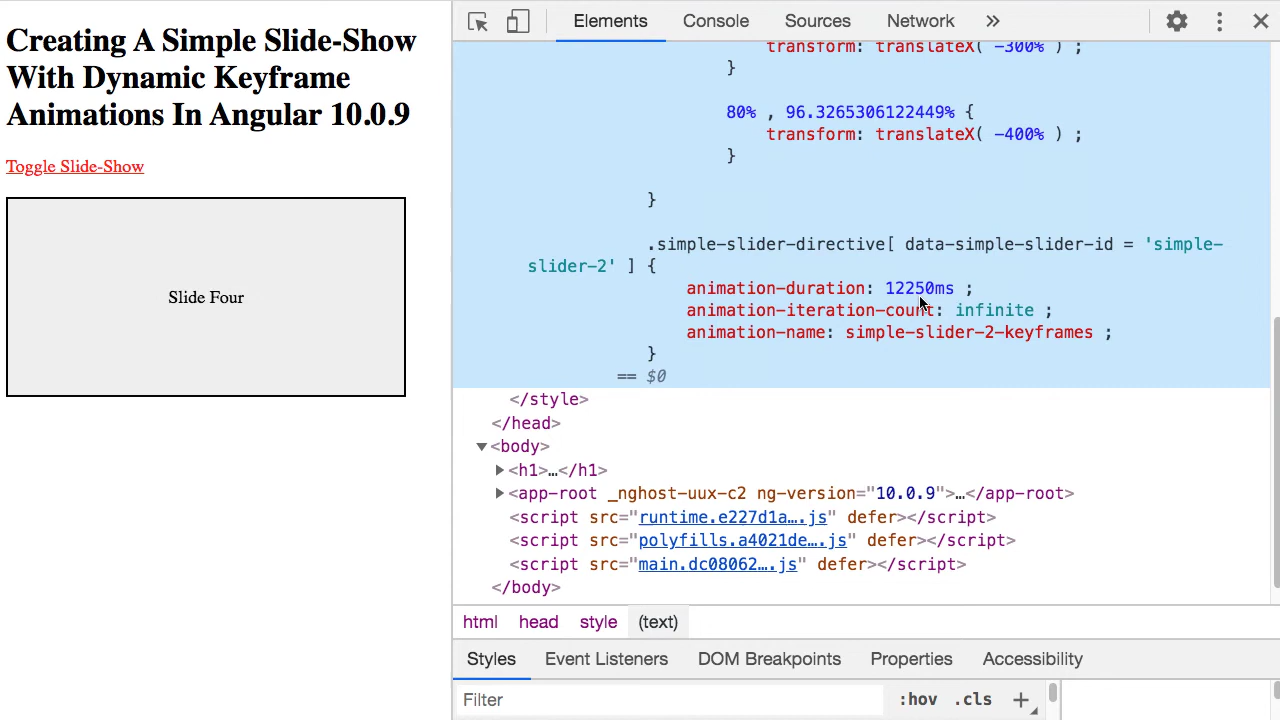 Creating A Simple Slide-Show
With Dynamic Keyframe
Animations In Angular 10.0.9
Toggle Slide-Show
Slide Four
Elements Console Sources Network »
transform: translateX( -300% ) ;
}
80% , 96.3265306122449% {
transform: translateX( -400% ) ;
}
}
.simple-slider-directive[ data-simple-slider-id = 'simple-
slider-2' ] {
animation-duration: 12250ms ;
animation-iteration-count: infinite ;
animation-name: simple-slider-2-keyframes ;
}
== $0
</style>
</head>
▼<body>
▶<h1>…</h1>
▶<app-root _nghost-uux-c2 ng-version="10.0.9">…</app-root>
<script src="runtime.e227d1a….js" defer></script>
<script src="polyfills.a4021de….js" defer></script>
<script src="main.dc08062….js" defer></script>
</body>
html head style (text)
Styles Event Listeners DOM Breakpoints Properties Accessibility
Filter :hov .cls +